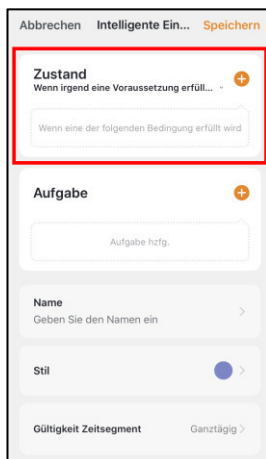 Abbrechen Intelligente Ein... Speichern
Zustand
Wenn irgend eine Voraussetzung erfüll...
Wenn eine der folgenden Bedingung erfüllt wird
Aufgabe
Aufgabe hzfg.
Name
Geben Sie den Namen ein
Stil
Gültigkeit Zeitsegment Ganztägig